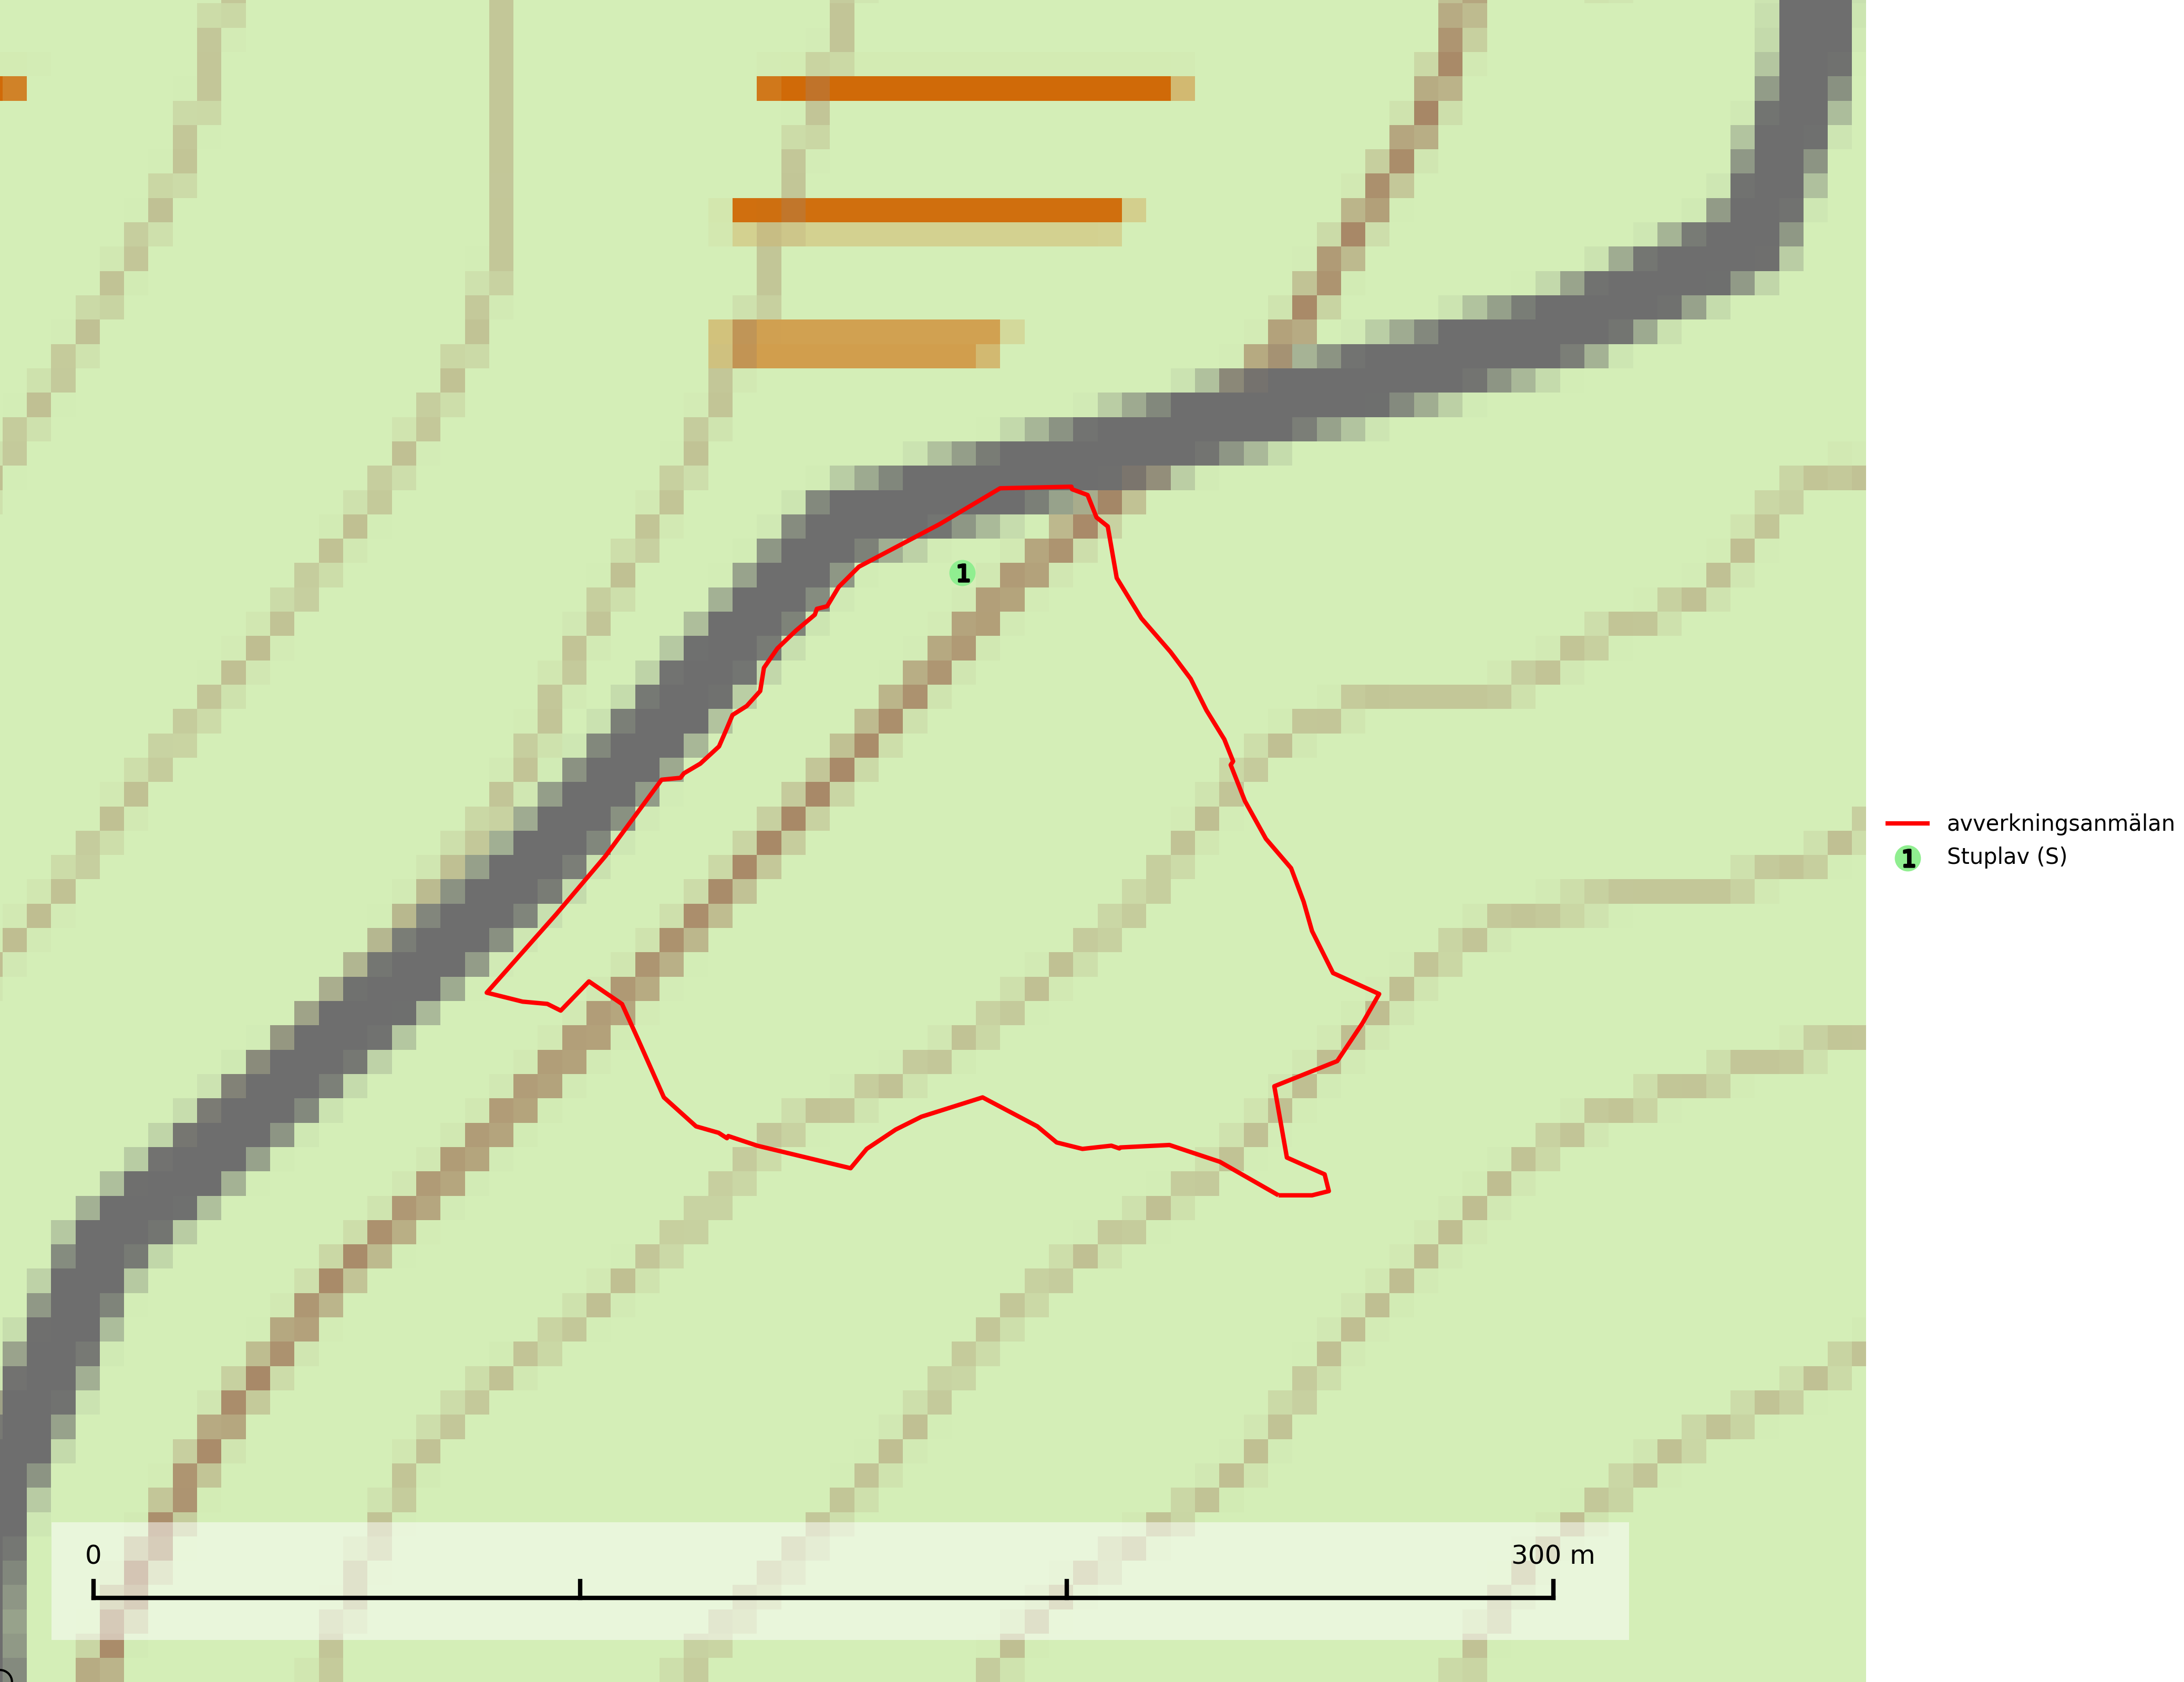 1
avverkningsanmälan
1 Stuplav (S)
0 300 m